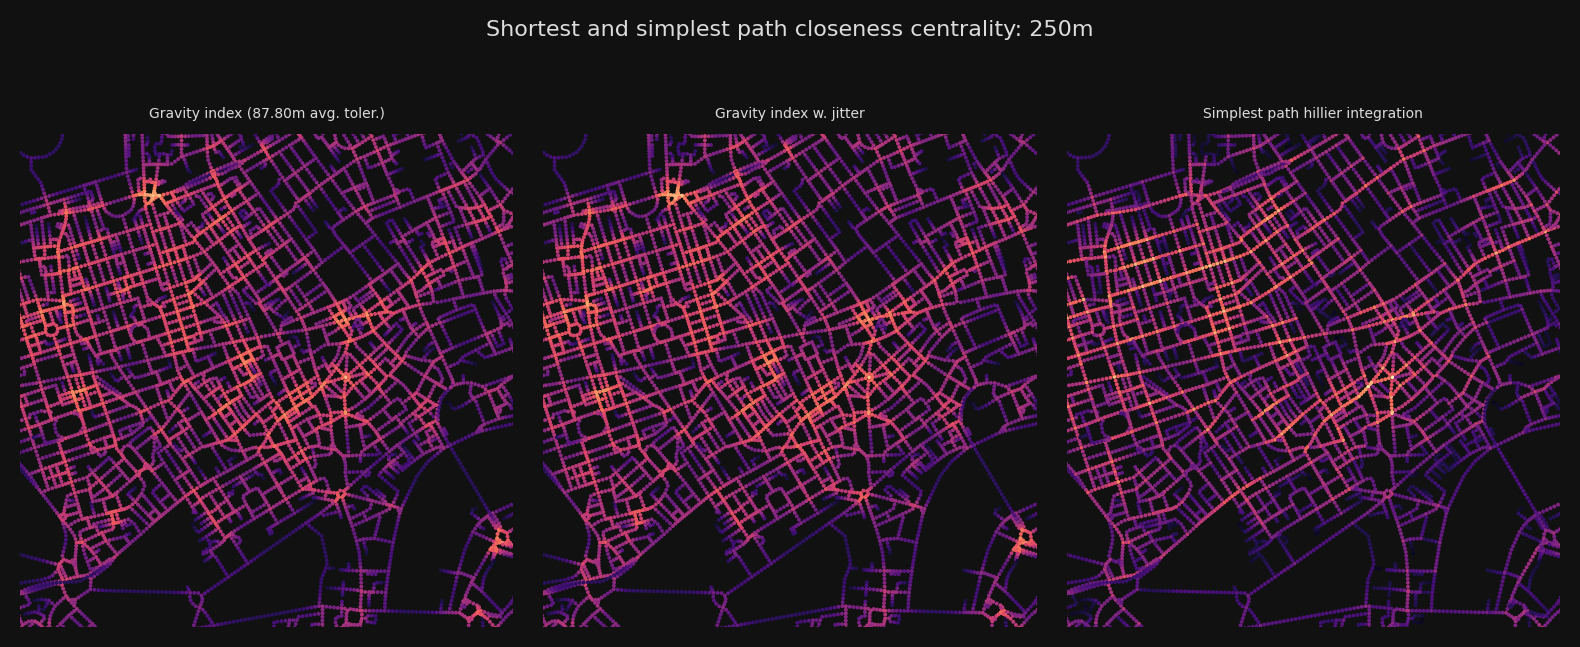 Shortest and simplest path closeness centrality: 250m
Gravity index (87.80m avg. toler.)
Gravity index w. jitter
Simplest path hillier integration